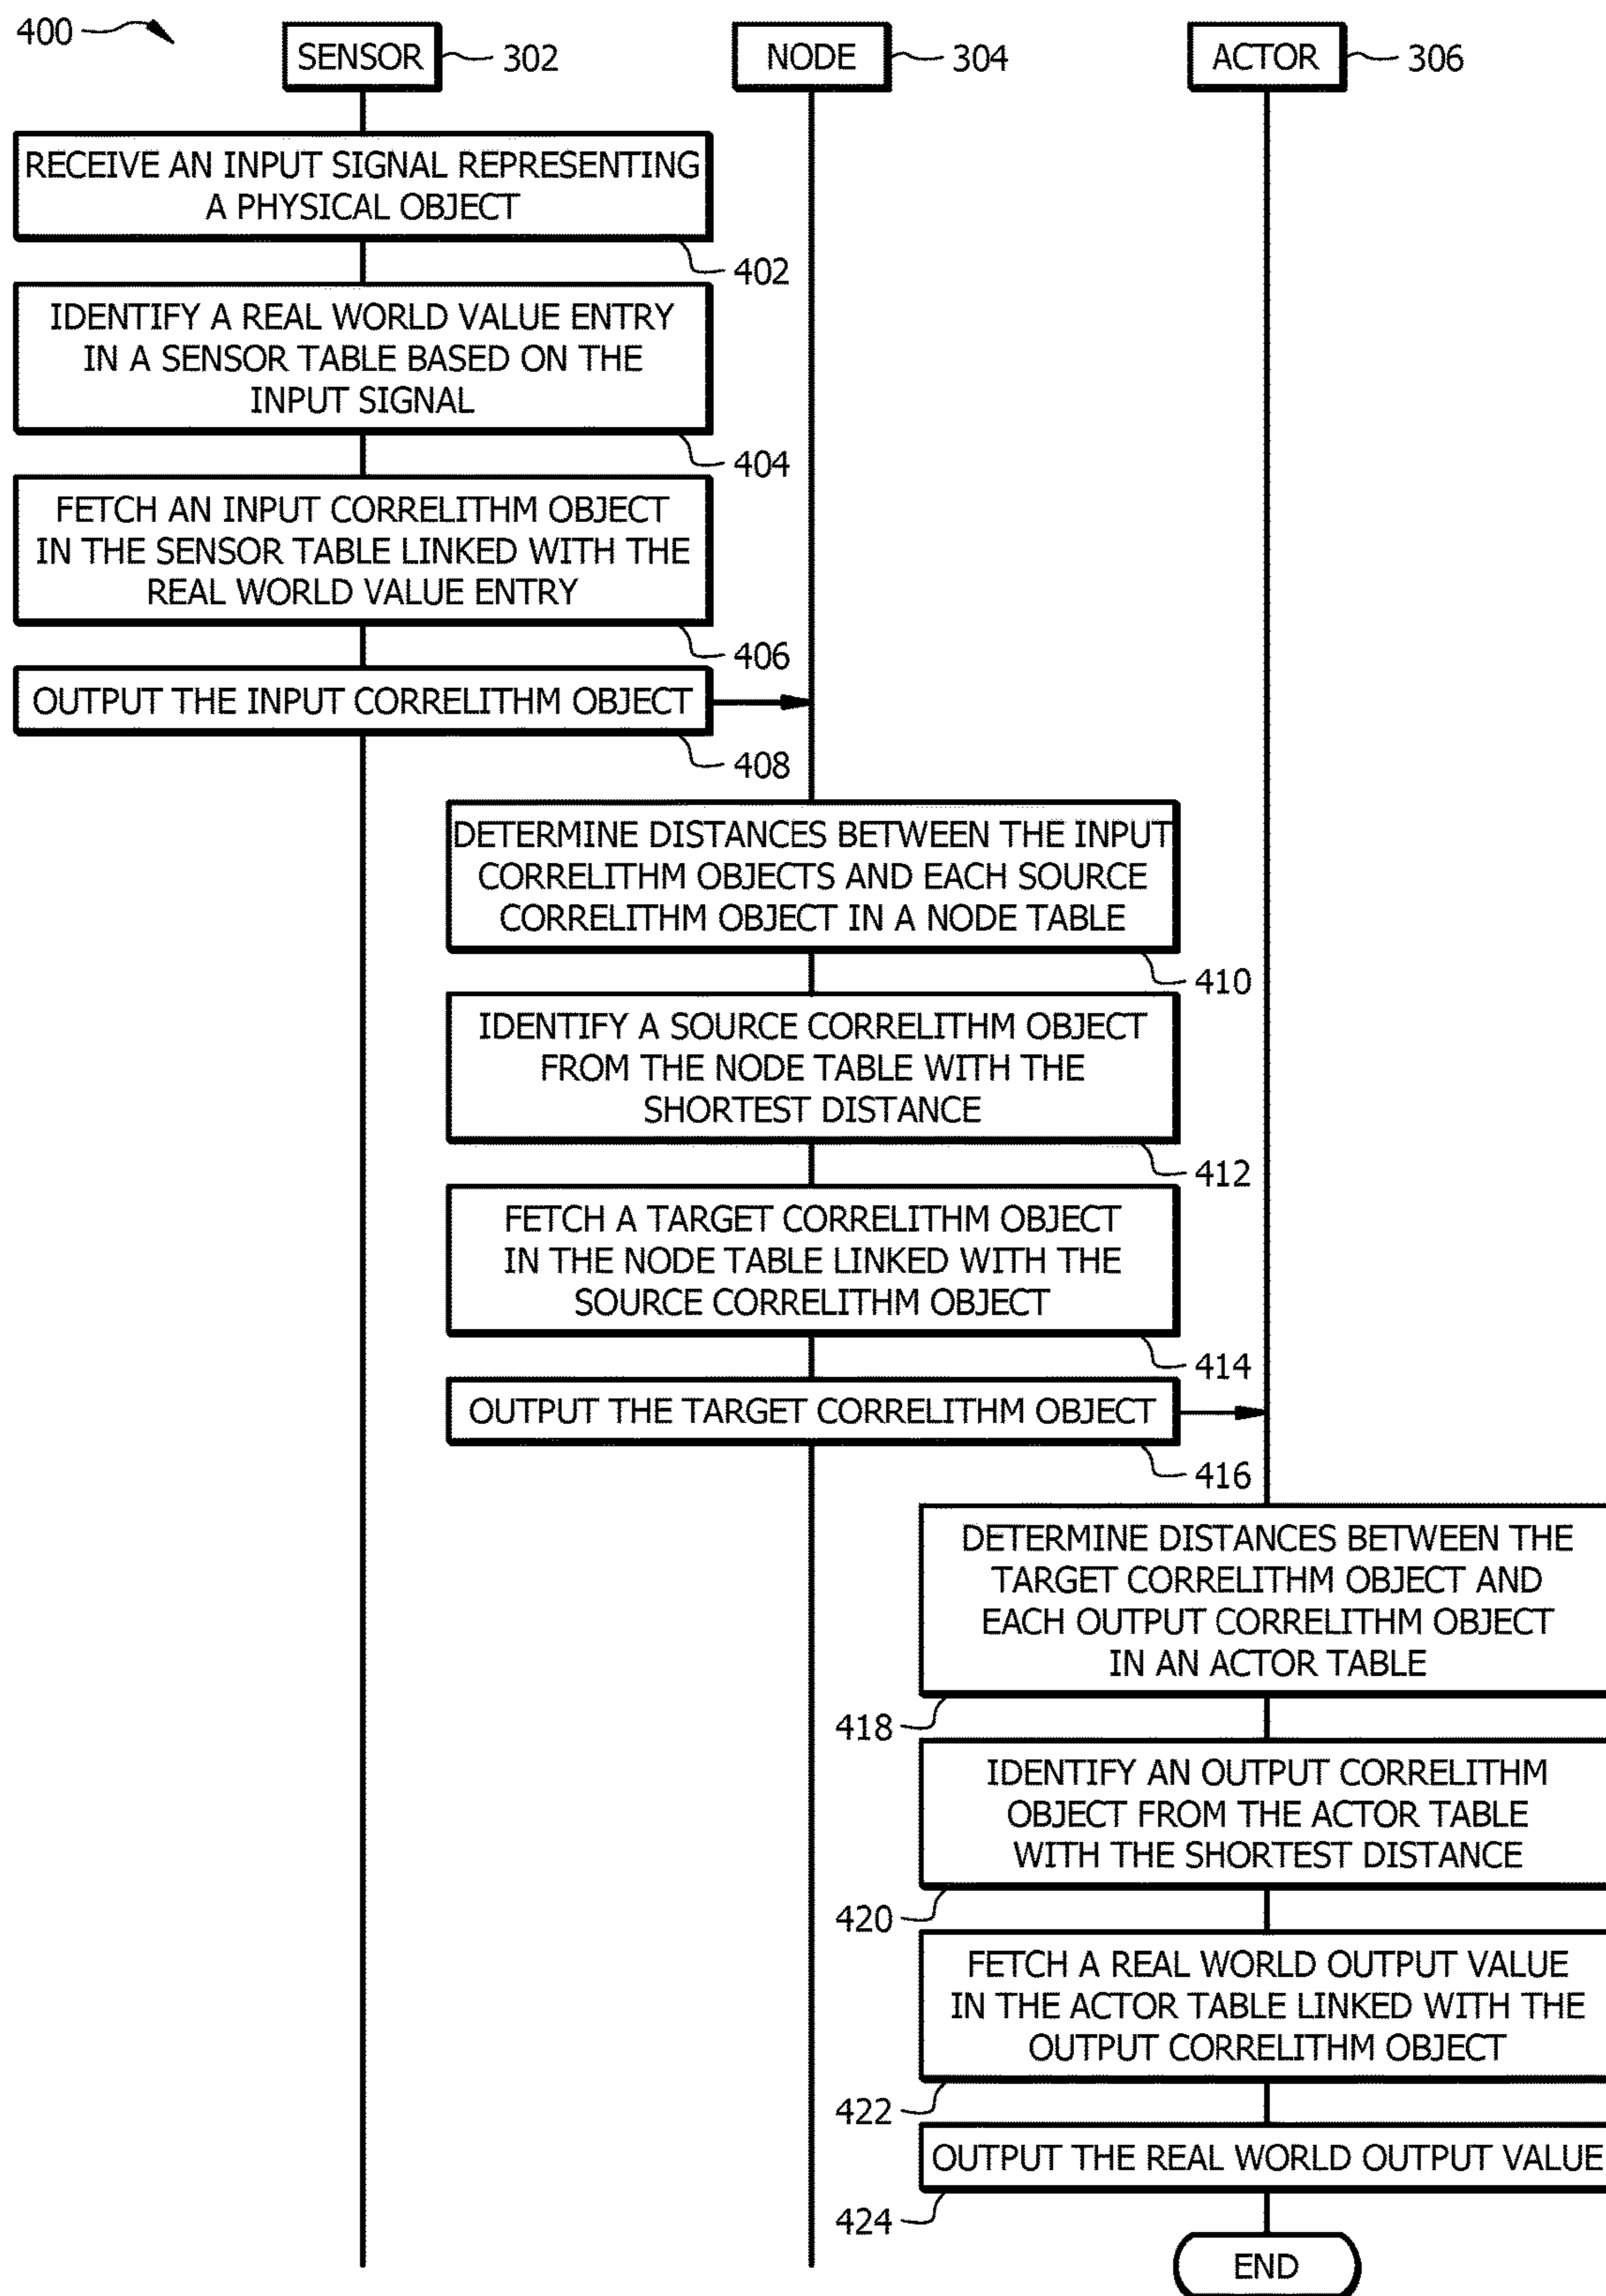 400
SENSOR
302
NODE
304
ACTOR
306
RECEIVE AN INPUT SIGNAL REPRESENTING
A PHYSICAL OBJECT
402
IDENTIFY A REAL WORLD VALUE ENTRY
IN A SENSOR TABLE BASED ON THE
INPUT SIGNAL
404
FETCH AN INPUT CORRELITHM OBJECT
IN THE SENSOR TABLE LINKED WITH THE
REAL WORLD VALUE ENTRY
406
OUTPUT THE INPUT CORRELITHM OBJECT
408
DETERMINE DISTANCES BETWEEN THE INPUT
CORRELITHM OBJECTS AND EACH SOURCE
CORRELITHM OBJECT IN A NODE TABLE
410
IDENTIFY A SOURCE CORRELITHM OBJECT
FROM THE NODE TABLE WITH THE
SHORTEST DISTANCE
412
FETCH A TARGET CORRELITHM OBJECT
IN THE NODE TABLE LINKED WITH THE
SOURCE CORRELITHM OBJECT
414
OUTPUT THE TARGET CORRELITHM OBJECT
416
DETERMINE DISTANCES BETWEEN THE
TARGET CORRELITHM OBJECT AND
EACH OUTPUT CORRELITHM OBJECT
IN AN ACTOR TABLE
418
IDENTIFY AN OUTPUT CORRELITHM
OBJECT FROM THE ACTOR TABLE
WITH THE SHORTEST DISTANCE
420
FETCH A REAL WORLD OUTPUT VALUE
IN THE ACTOR TABLE LINKED WITH THE
OUTPUT CORRELITHM OBJECT
422
OUTPUT THE REAL WORLD OUTPUT VALUE
424
END